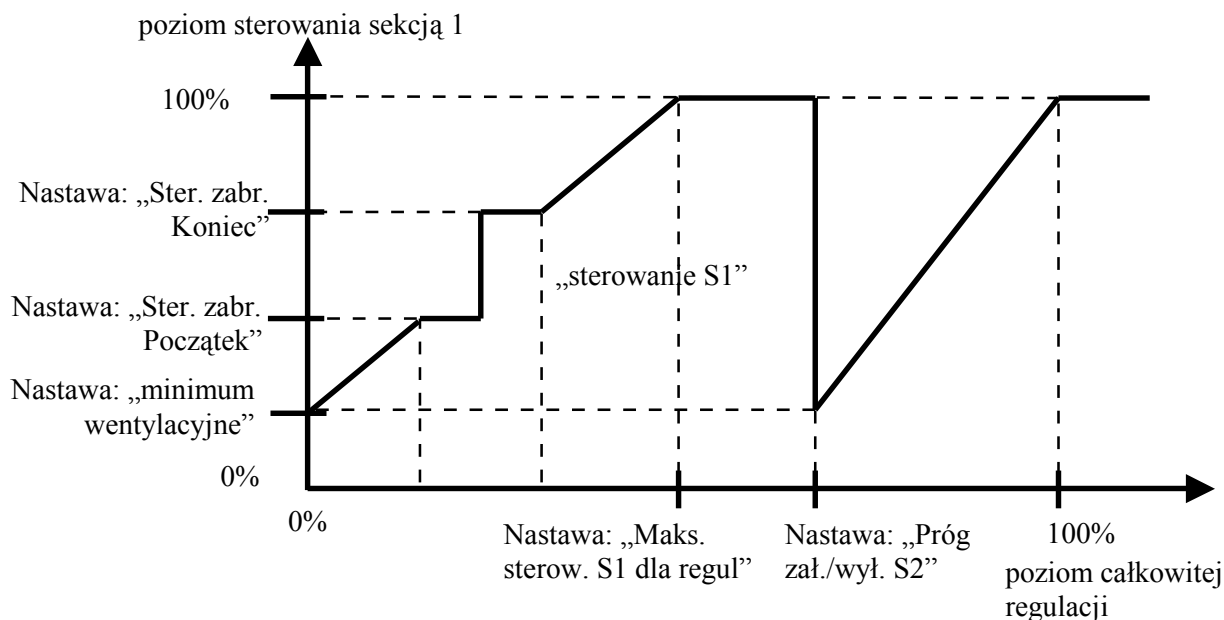 poziom sterowania sekcją 1
100%
Nastawa: „Ster. zabr.
Koniec”
„sterowanie S1”
Nastawa: „Ster. zabr.
Początek”
Nastawa: „minimum
wentylacyjne”
0%
0%
Nastawa: „Maks.
sterow. S1 dla regul”
Nastawa: „Próg
zał./wył. S2”
100%
poziom całkowitej
regulacji